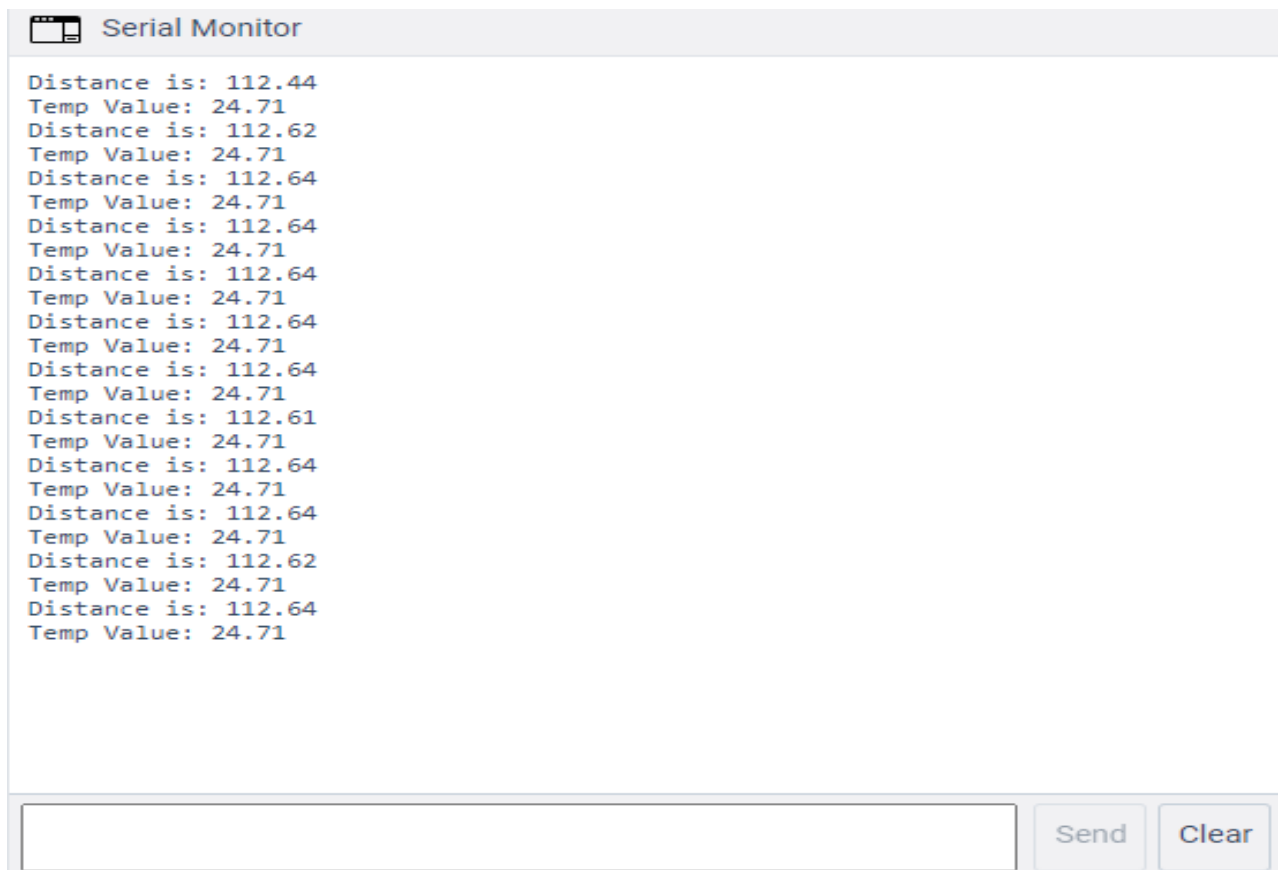 Serial Monitor
Distance is: 112.44
Temp Value: 24.71
Distance is: 112.62
Temp Value: 24.71
Distance is: 112.64
Temp Value: 24.71
Distance is: 112.64
Temp Value: 24.71
Distance is: 112.64
Temp Value: 24.71
Distance is: 112.64
Temp Value: 24.71
Distance is: 112.64
Temp Value: 24.71
Distance is: 112.61
Temp Value: 24.71
Distance is: 112.64
Temp Value: 24.71
Distance is: 112.64
Temp Value: 24.71
Distance is: 112.62
Temp Value: 24.71
Distance is: 112.64
Temp Value: 24.71
Send Clear